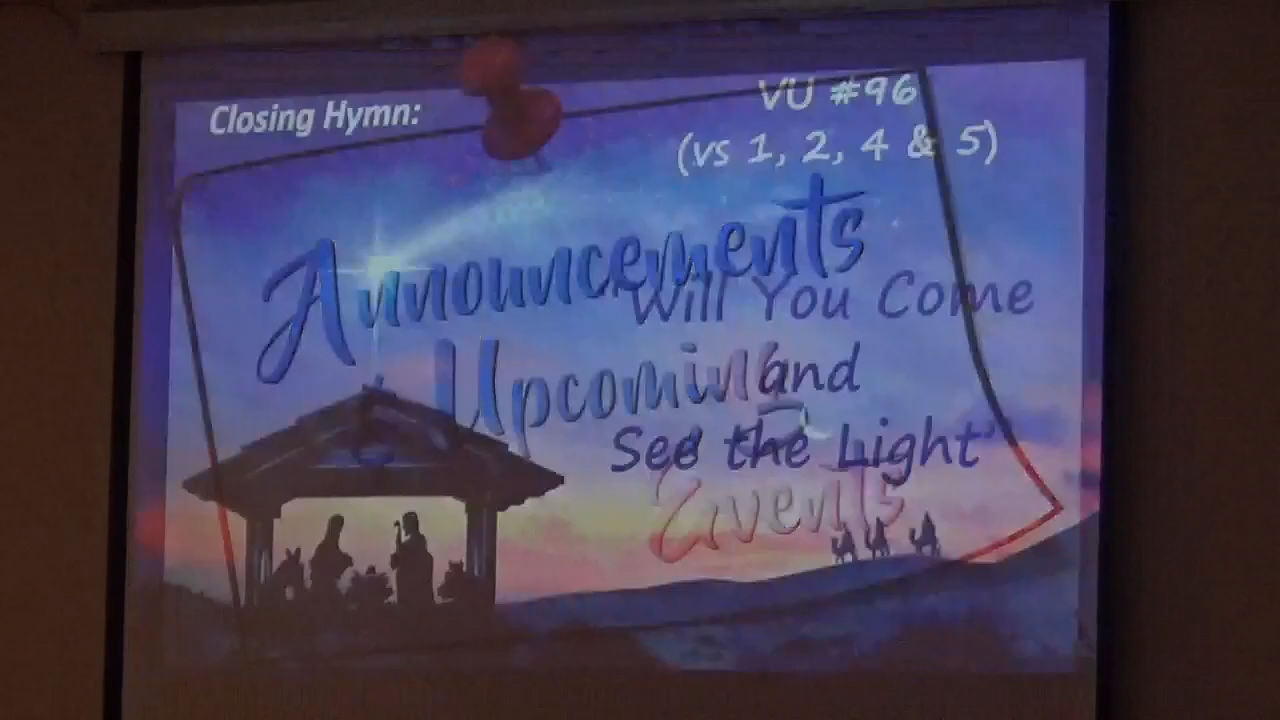 Closing Hymn:
VU #96
(vs 1, 2, 4 & 5)
Announcements
Will You Come
Upcoming
and
See the Light"
Events